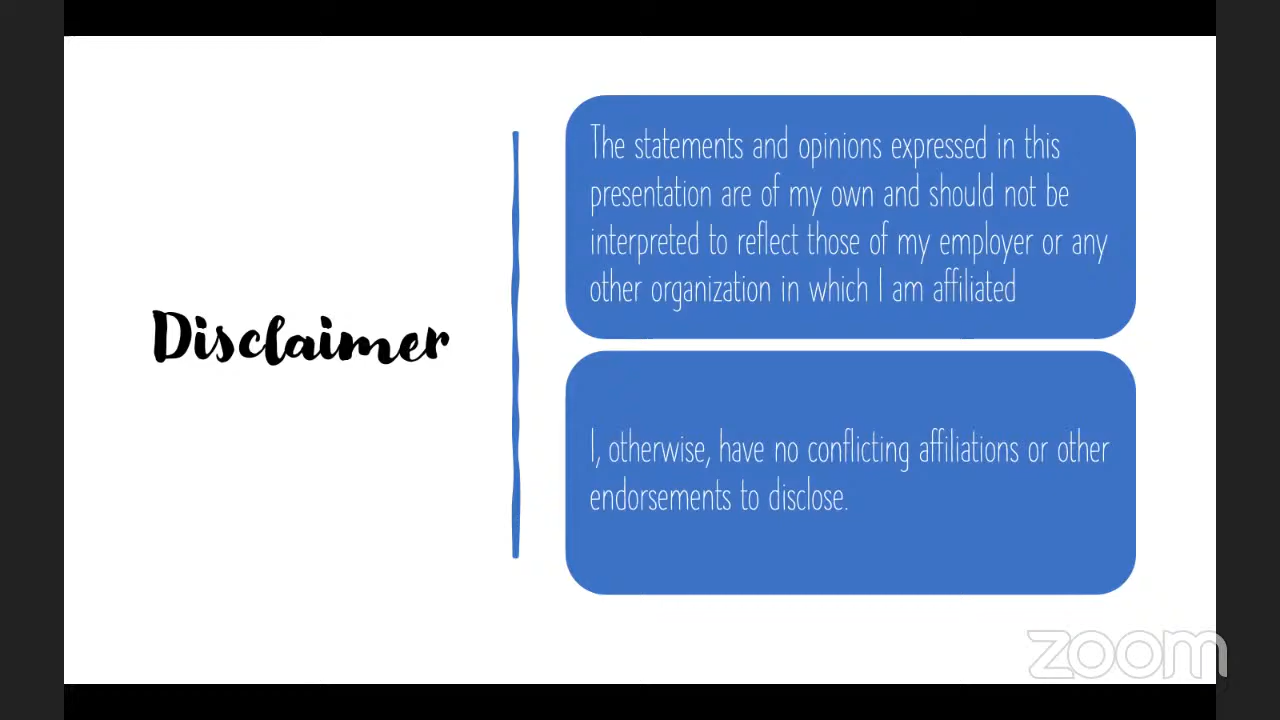 Disclaimer
The statements and opinions expressed in this
presentation are of my own and should not be
interpreted to reflect those of my employer or any
other organization in which I am affiliated
I, otherwise, have no conflicting affiliations or other
endorsements to disclose.
zoom